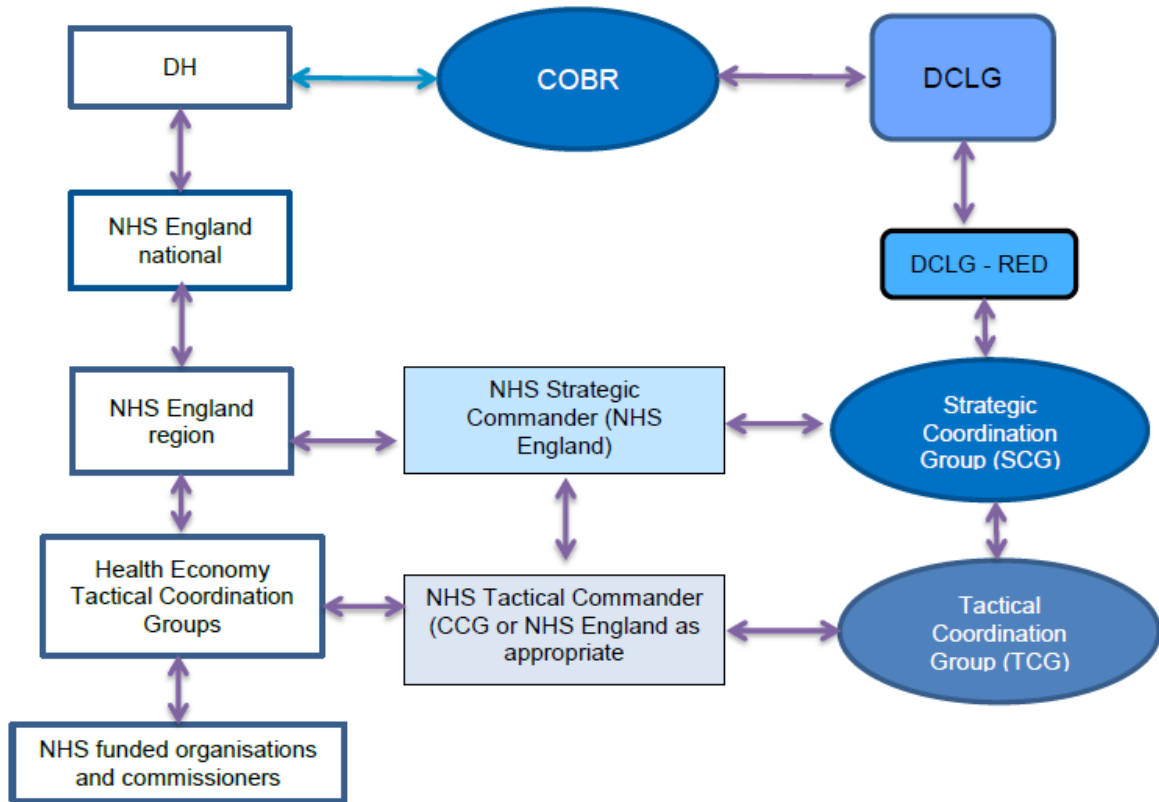 DH
COBR
DCLG
NHS England
national
DCLG - RED
NHS England
region
NHS Strategic
Commander (NHS
England)
Strategic
Coordination
Group (SCG)
Health Economy
Tactical Coordination
Groups
NHS Tactical Commander
(CCG or NHS England as
appropriate
Tactical
Coordination
Group (TCG)
NHS funded organisations
and commissioners